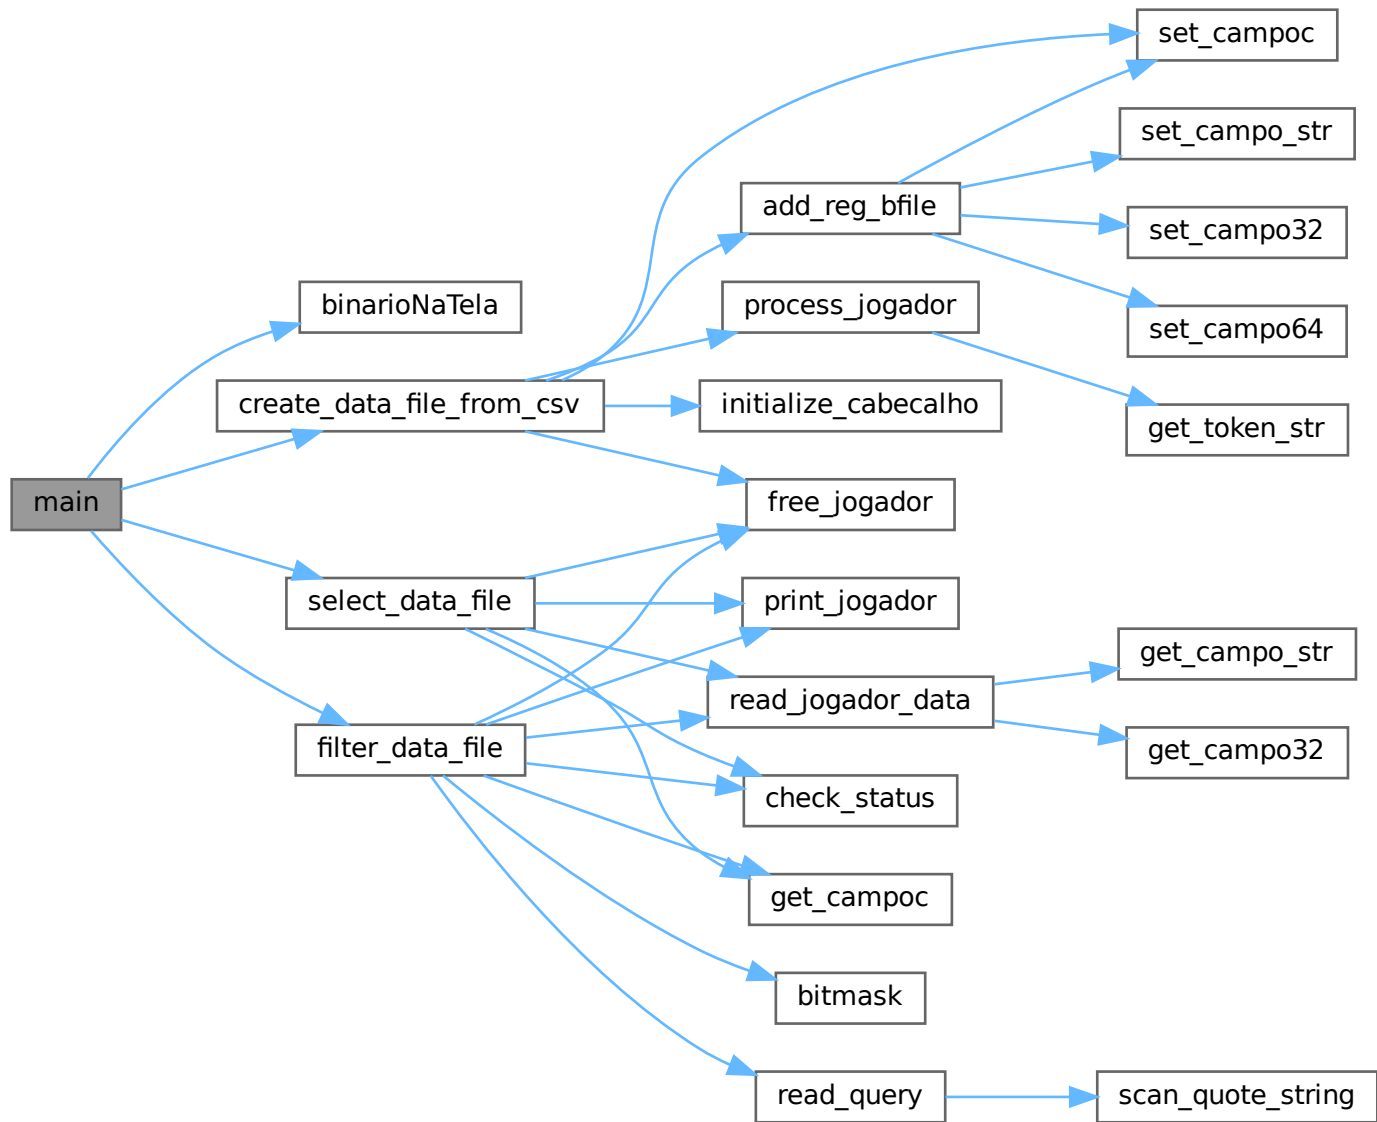 set_campoc
set_campo_str
add_reg_bfile
set_campo32
binarioNaTela
process_jogador
set_campo64
create_data_file_from_csv
initialize_cabecalho
get_token_str
main
free_jogador
select_data_file
print_jogador
get_campo_str
read_jogador_data
filter_data_file
get_campo32
check_status
get_campoc
bitmask
read_query
scan_quote_string